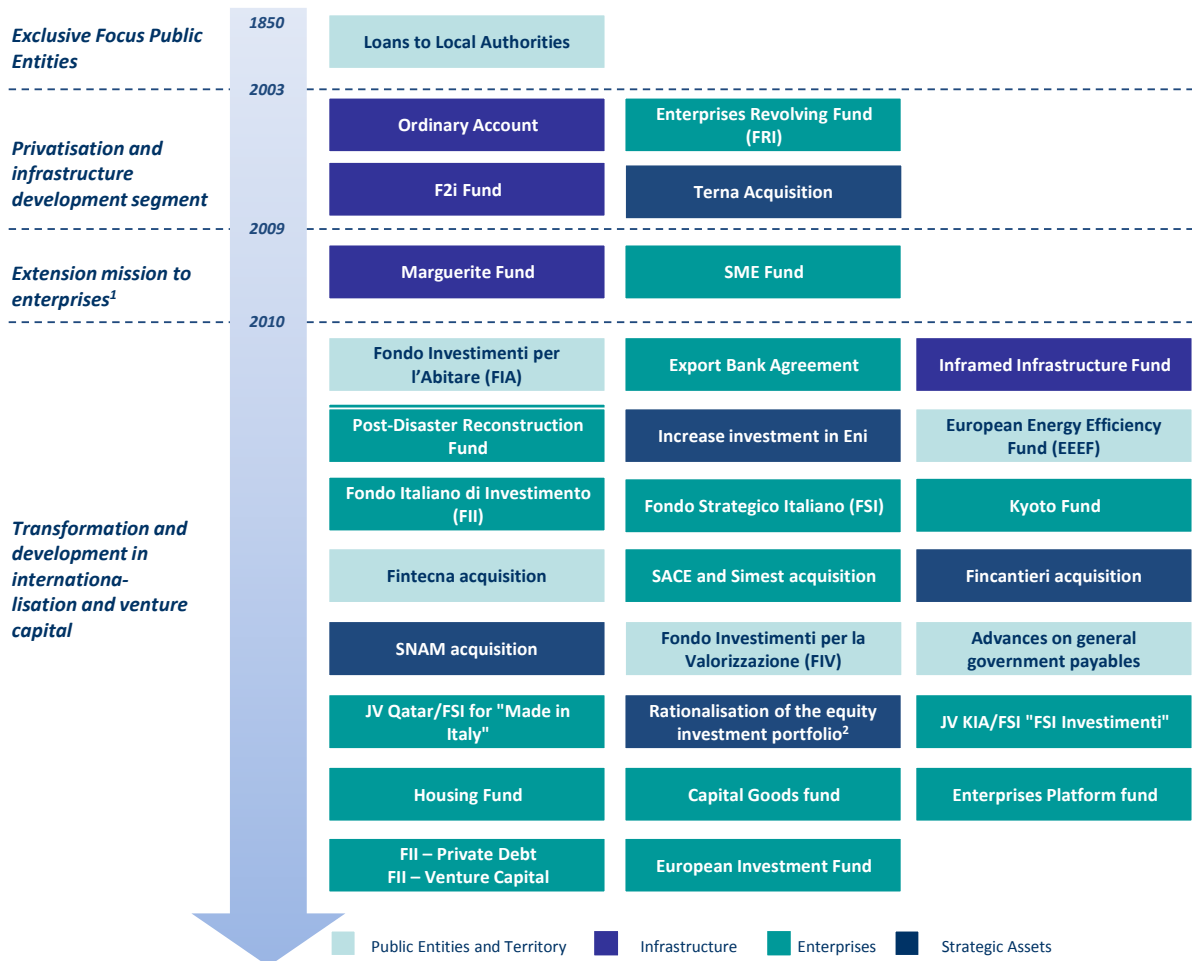 1850
Exclusive Focus Public
Entities
Loans to Local Authorities
2003
Privatisation and
infrastructure
development segment
Ordinary Account
Enterprises Revolving Fund
(FRI)
F2i Fund
Terna Acquisition
2009
Extension mission to
enterprises¹
Marguerite Fund
SME Fund
2010
Transformation and
development in
internationa-
lisation and venture
capital
Fondo Investimenti per
l’Abitare (FIA)
Export Bank Agreement
Inframed Infrastructure Fund
Post-Disaster Reconstruction
Fund
Increase investment in Eni
European Energy Efficiency
Fund (EEEF)
Fondo Italiano di Investimento
(FII)
Fondo Strategico Italiano (FSI)
Kyoto Fund
Fintecna acquisition
SACE and Simest acquisition
Fincantieri acquisition
SNAM acquisition
Fondo Investimenti per la
Valorizzazione (FIV)
Advances on general
government payables
JV Qatar/FSI for "Made in
Italy"
Rationalisation of the equity
investment portfolio²
JV KIA/FSI "FSI Investimenti"
Housing Fund
Capital Goods fund
Enterprises Platform fund
FII – Private Debt
FII – Venture Capital
European Investment Fund
Public Entities and Territory
Infrastructure
Enterprises
Strategic Assets